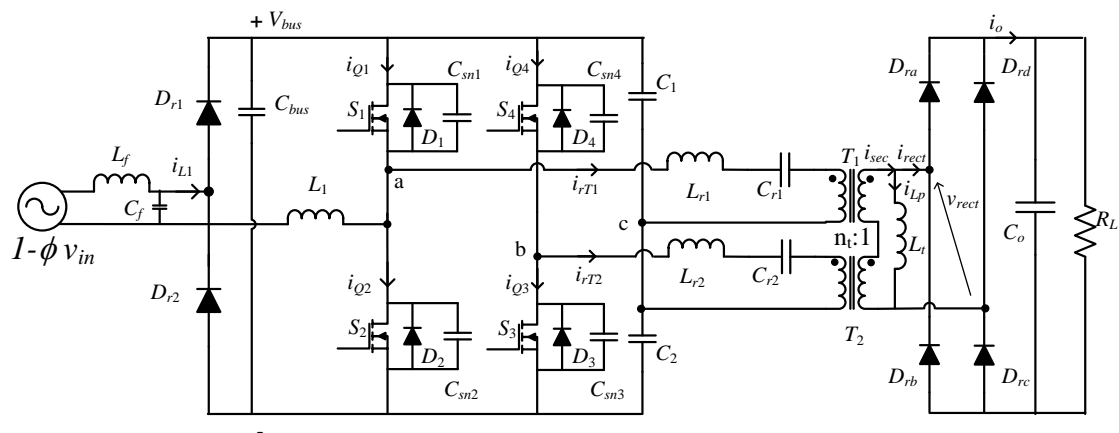 + V_bus
i_o
i_Q1
C_sn1
i_Q4
C_sn4
D_ra
D_rd
D_r1
C_bus
S_1
D_1
S_4
D_4
C_1
L_f
i_L1
L_1
a
i_rT1
L_r1
C_r1
T_1
i_sec
i_rect
C_f
c
i_Lp
v_rect
n_t:1
L_t
C_o
R_L
1-ϕ v_in
b
i_rT2
L_r2
C_r2
D_r2
i_Q2
i_Q3
T_2
S_2
D_2
S_3
D_3
C_2
C_sn2
C_sn3
D_rb
D_rc